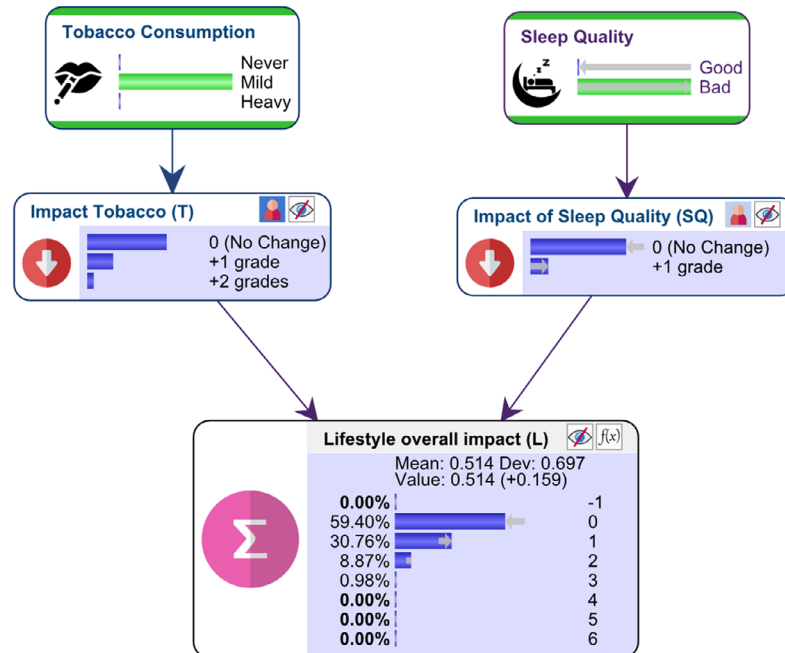 Tobacco Consumption
Never
Mild
Heavy
Sleep Quality
z z z
Good
Bad
Impact Tobacco (T)
0 (No Change)
+1 grade
+2 grades
Impact of Sleep Quality (SQ)
0 (No Change)
+1 grade
Lifestyle overall impact (L)
f(x)
Mean: 0.514 Dev: 0.697
Value: 0.514 (+0.159)
0.00% -1
59.40% 0
30.76% 1
8.87% 2
0.98% 3
0.00% 4
0.00% 5
0.00% 6
Σ